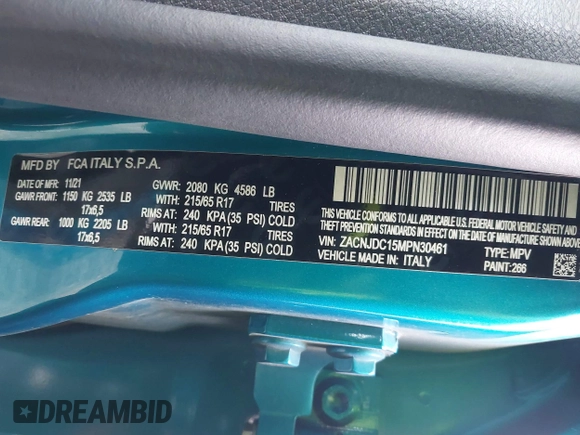 MFD BY FCA ITALY S.P.A.
DATE OF MFR: 11/21 GVWR: 2080 KG 4586 LB
GAWR FRONT: 1150 KG 2535 LB WITH: 215/65 R17 TIRES
17x6,5 RIMS AT: 240 KPA(35 PSI) COLD
GAWR REAR: 1000 KG 2205 LB WITH: 215/65 R17 TIRES
17x6,5 RIMS AT: 240 KPA(35 PSI) COLD
THIS VEHICLE CONFORMS TO ALL APPLICABLE U.S. FEDERAL MOTOR VEHICLE
SAFETY, BUMPER, AND THEFT PREVENTION STANDARDS IN EFFECT ON
THE DATE OF MANUFACTURE SHOWN ABOVE.
VIN: ZACNJDC15MPN30461 TYPE: MPV
VEHICLE MADE IN: ITALY PAINT: 266
DREAMBID